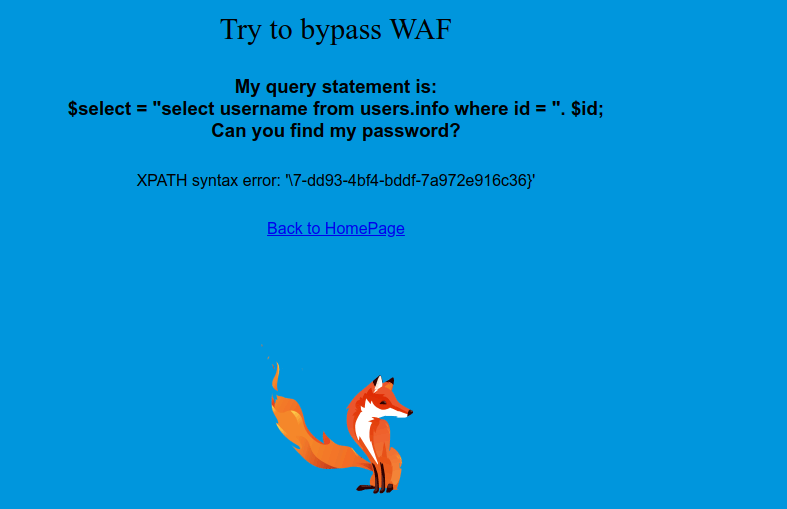 Try to bypass WAF
My query statement is:
$select = "select username from users.info where id = ". $id;
Can you find my password?
XPATH syntax error: '\7-dd93-4bf4-bddf-7a972e916c36}'
Back to HomePage